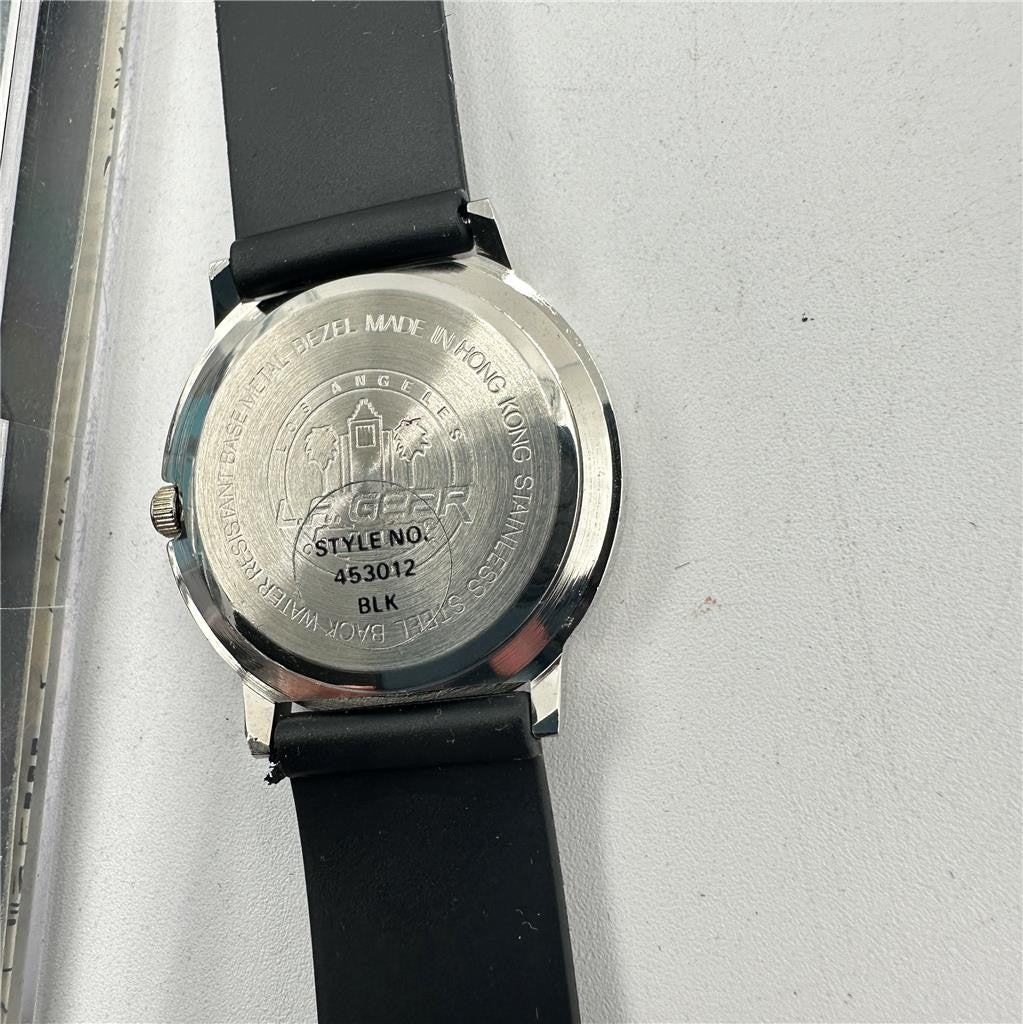 WATER RESISTANT BASE METAL-BEZEL MADE IN HONG KONG STAINLESS STEEL BACK
LOS ANGELES
L.A. GEAR
STYLE NO.
453012
BLK